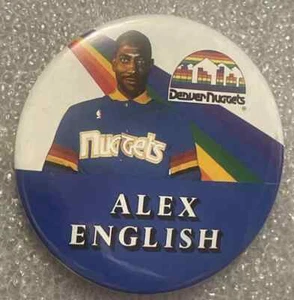 DENVER NUGGETS
®
Nuggets
ALEX
ENGLISH